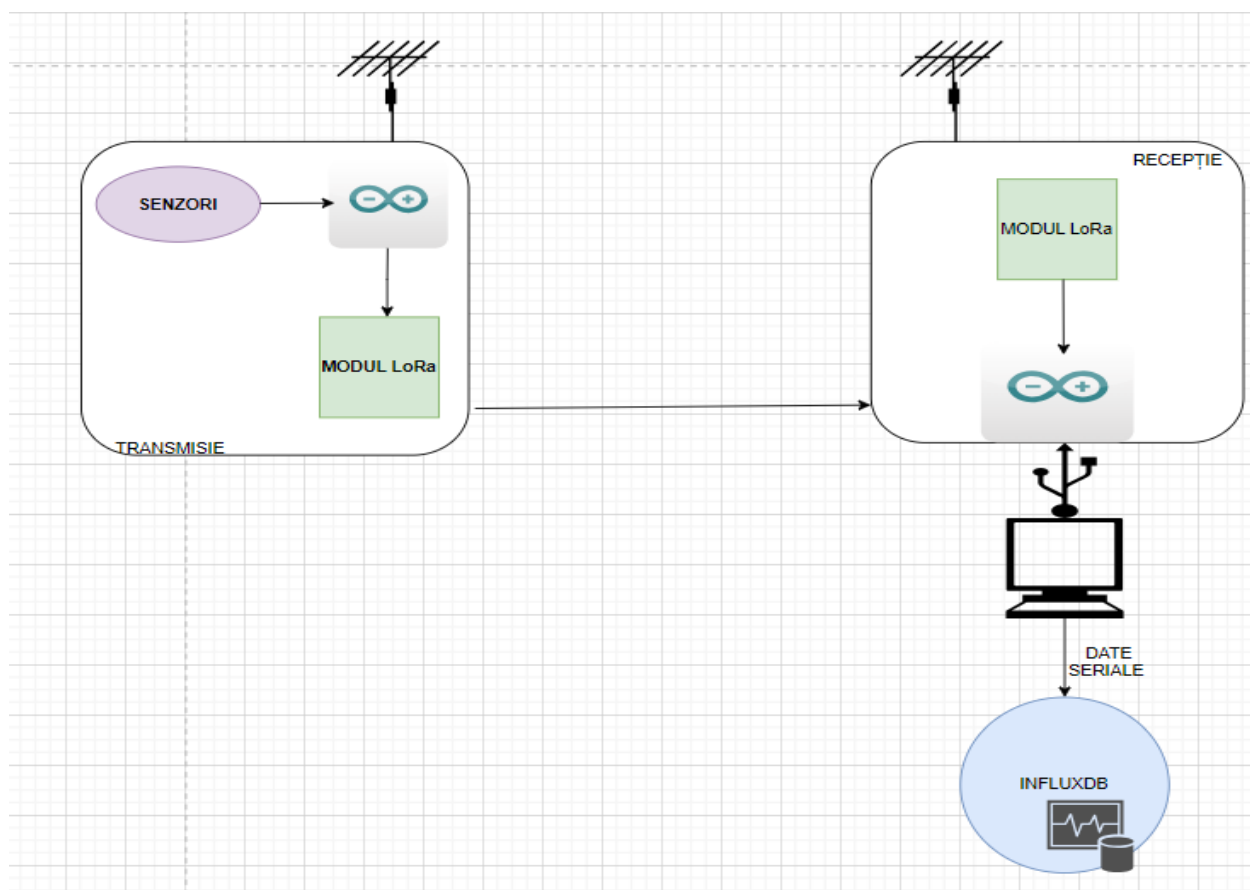 SENZORI
MODUL LoRa
TRANSMISIE
RECEPȚIE
MODUL LoRa
DATE
SERIALE
INFLUXDB